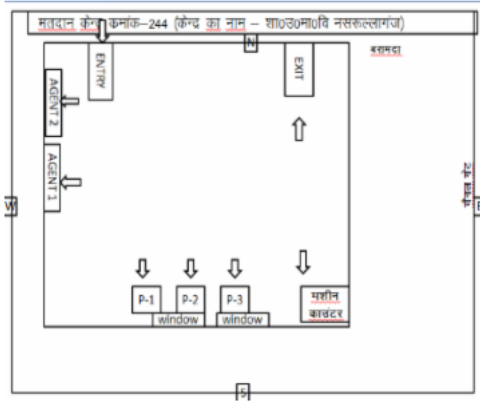 मतदान केन्द्र कमांक–244 (केन्द्र का नाम – शा0उ0मा0वि नसरूल्लागंज)
N
बरामदा
ENTRY
EXIT
AGENT 2
AGENT 1
W
E
P-1
P-2
P-3
मशीन
काउंटर
window
window
S